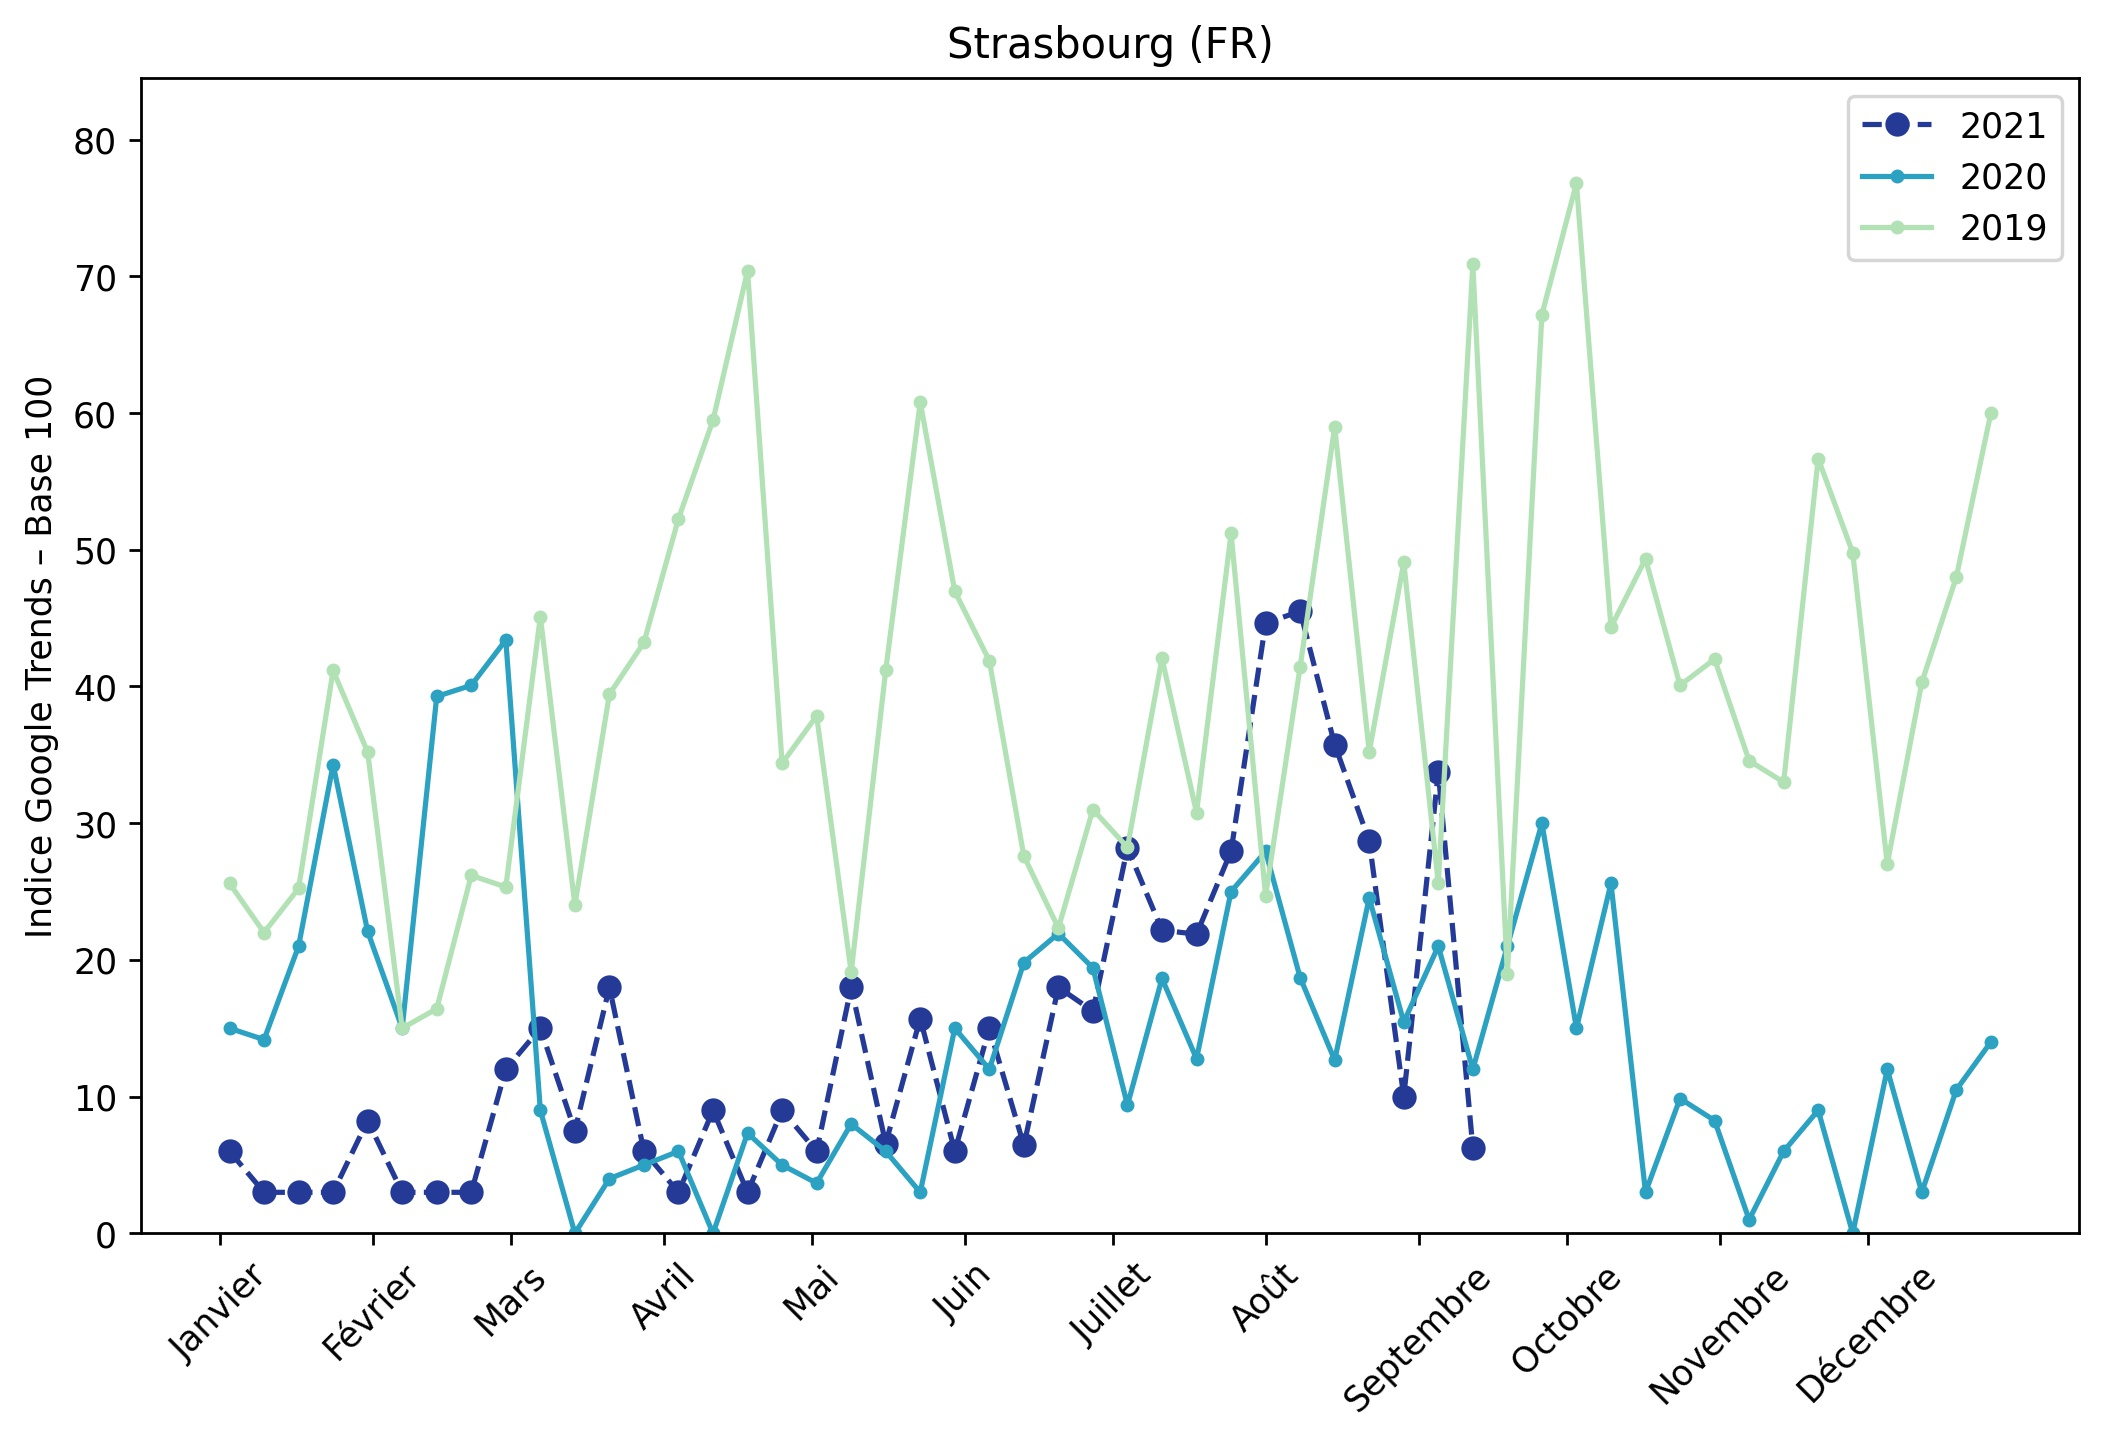 Strasbourg (FR)
2021
2020
2019
Indice Google Trends – Base 100
80
70
60
50
40
30
20
10
0
Janvier
Février
Mars
Avril
Mai
Juin
Juillet
Août
Septembre
Octobre
Novembre
Décembre